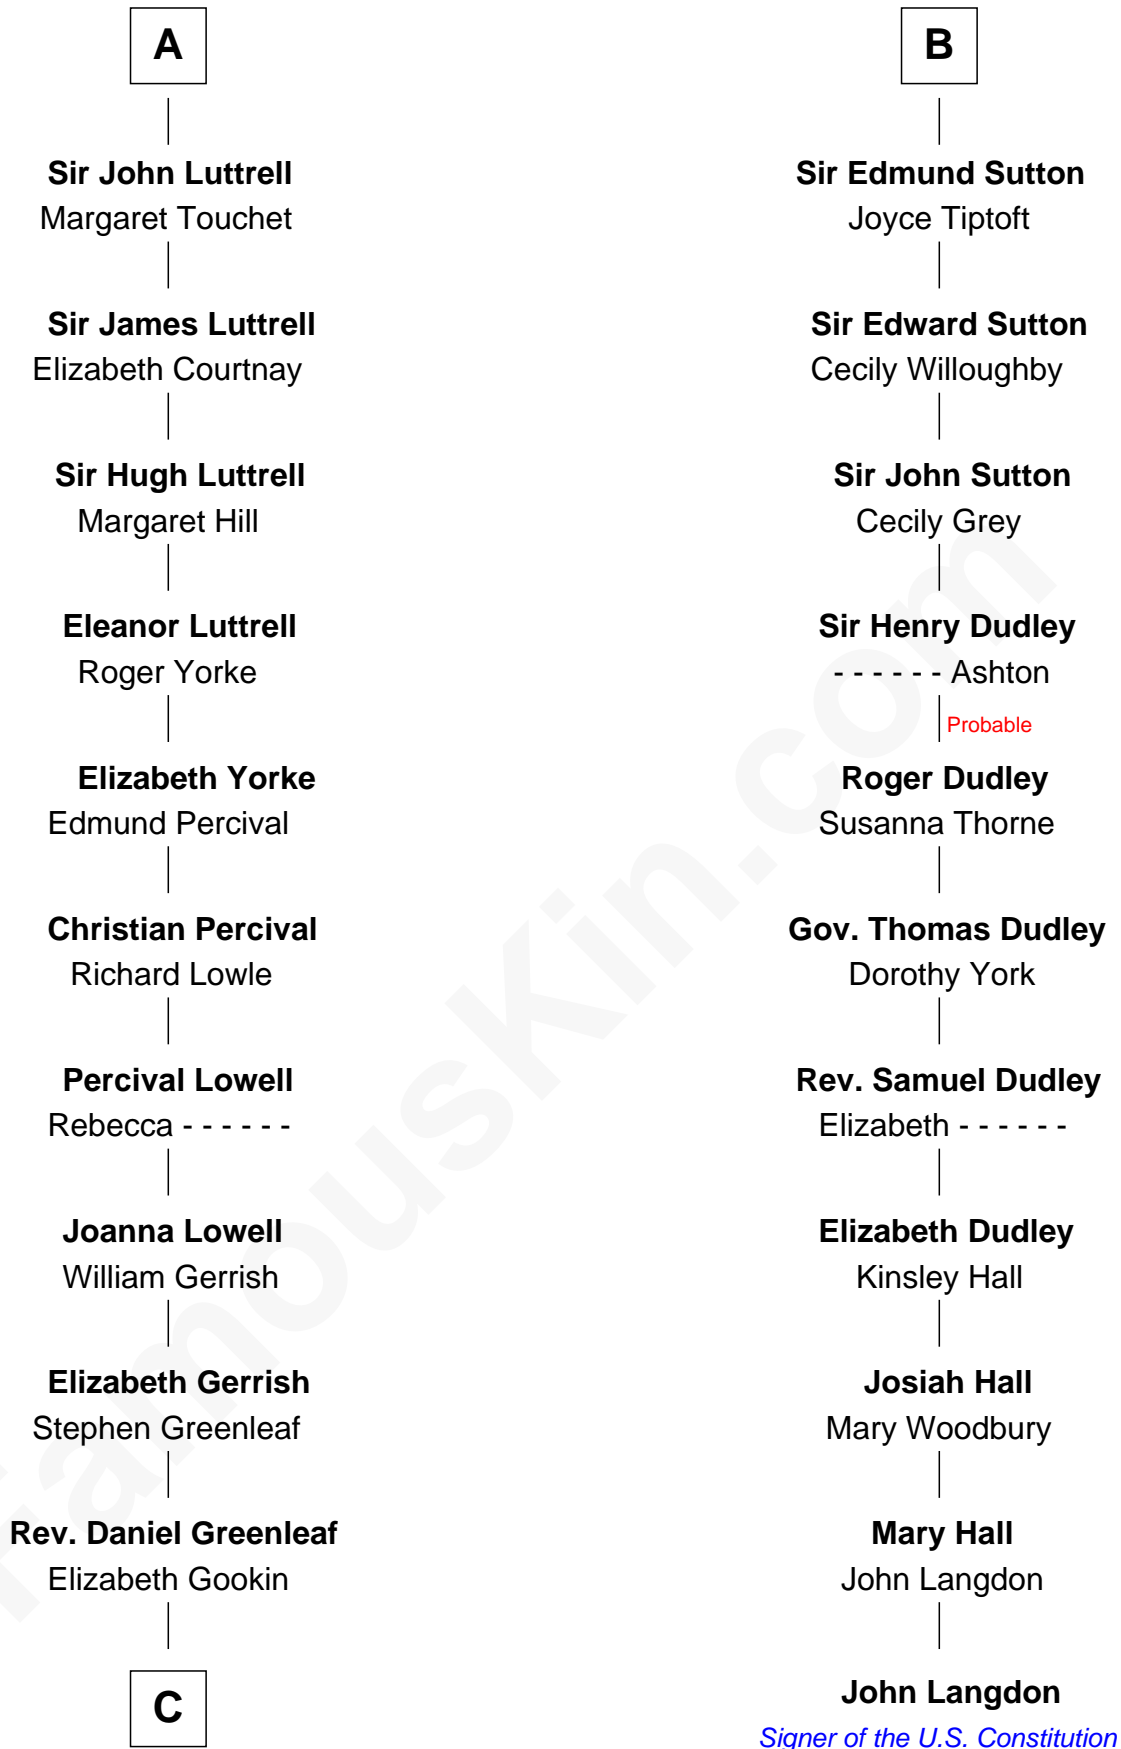 A
Sir John Luttrell
Margaret Touchet
Sir James Luttrell
Elizabeth Courtnay
Sir Hugh Luttrell
Margaret Hill
Eleanor Luttrell
Roger Yorke
Elizabeth Yorke
Edmund Percival
Christian Percival
Richard Lowle
Percival Lowell
Rebecca - - - - - -
Joanna Lowell
William Gerrish
Elizabeth Gerrish
Stephen Greenleaf
Rev. Daniel Greenleaf
Elizabeth Gookin
C
B
Sir Edmund Sutton
Joyce Tiptoft
Sir Edward Sutton
Cecily Willoughby
Sir John Sutton
Cecily Grey
Sir Henry Dudley
- - - - - - Ashton
Probable
Roger Dudley
Susanna Thorne
Gov. Thomas Dudley
Dorothy York
Rev. Samuel Dudley
Elizabeth - - - - - -
Elizabeth Dudley
Kinsley Hall
Josiah Hall
Mary Woodbury
Mary Hall
John Langdon
John Langdon
Signer of the U.S. Constitution
FamousKin.com